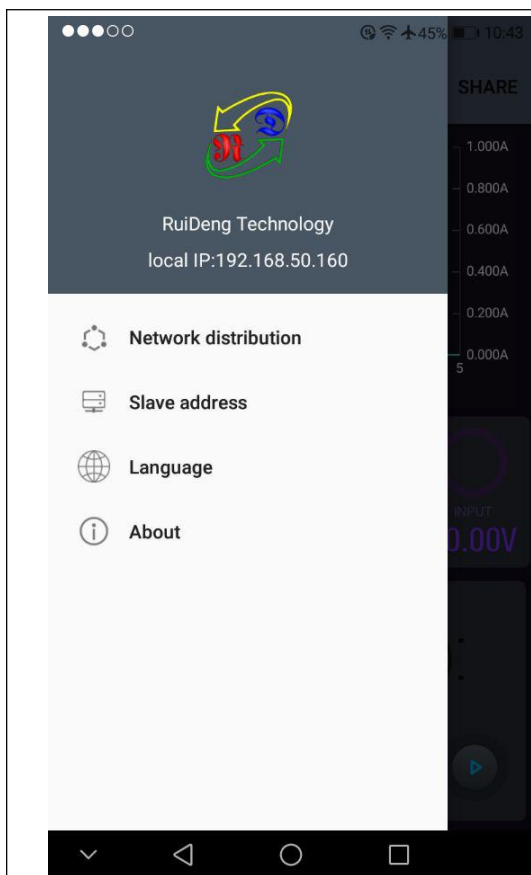 45% 10:43
SHARE
1.000A
0.800A
0.600A
0.400A
0.200A
0.000A
5
RuiDeng Technology
local IP:192.168.50.160
Network distribution
Slave address
Language
About
INPUT
0.00V